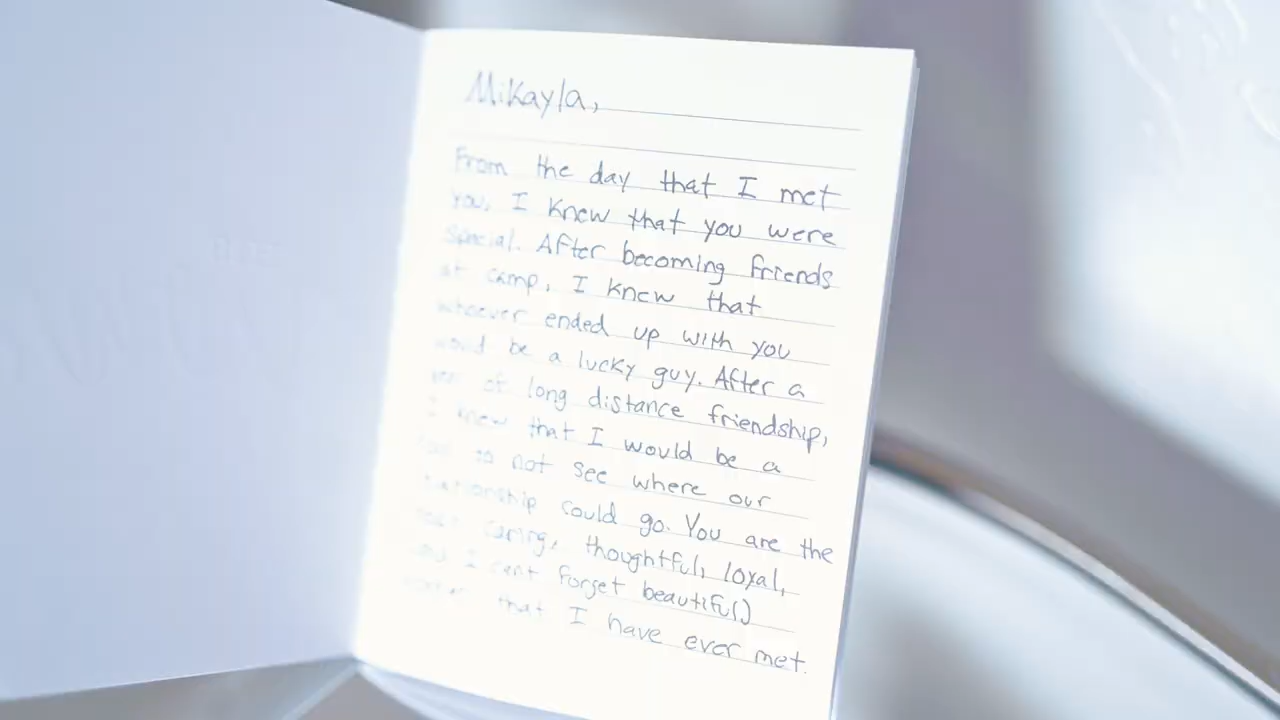 Mikayla,
From the day that I met
you, I knew that you were
special. After becoming friends
at camp, I knew that
whoever ended up with you
would be a lucky guy. After a
year of long distance friendship,
I knew that I would be a
to not see where our
relationship could go. You are the
most caring, thoughtful, loyal,
and I cant forget beautiful
that I have ever met.